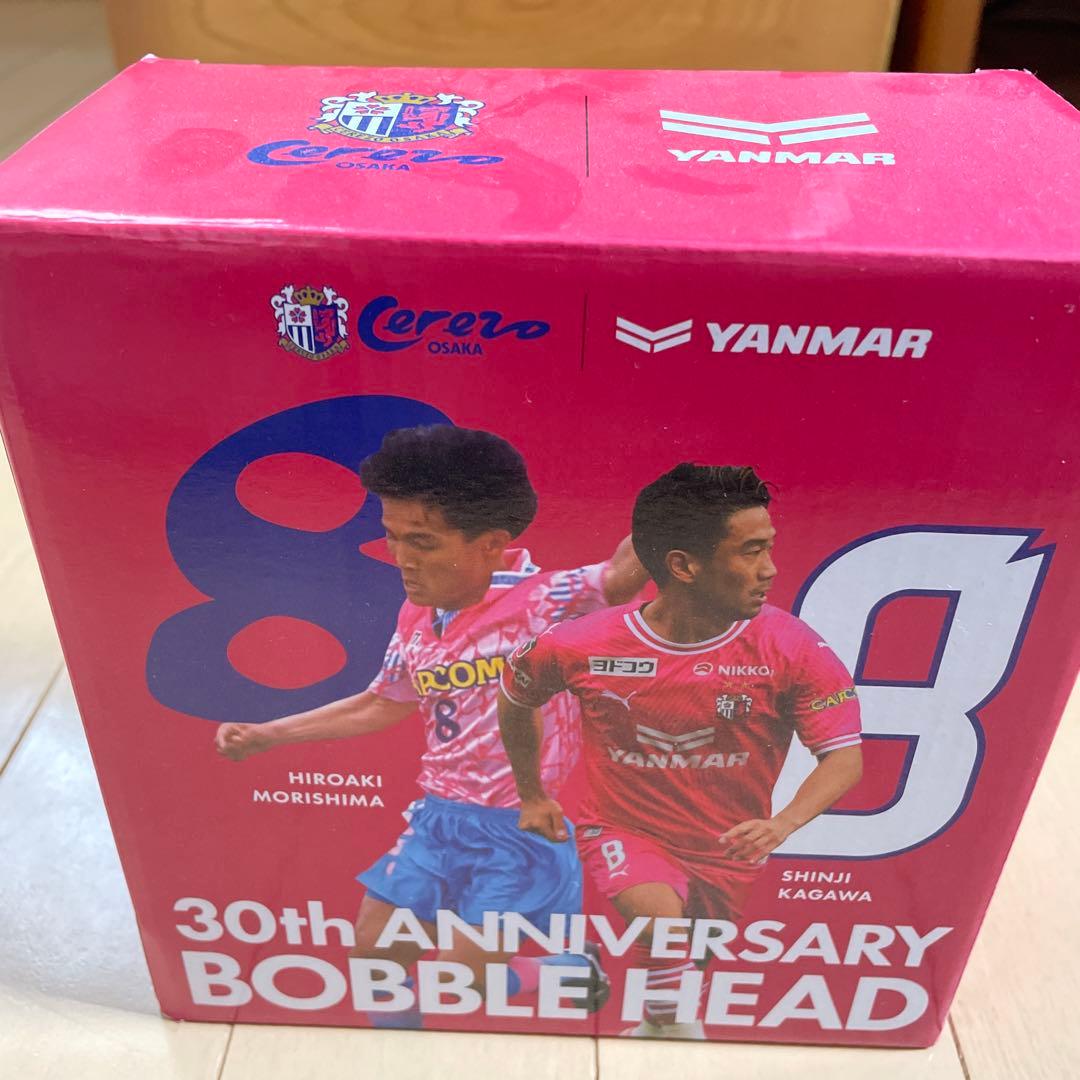 Cerezo
OSAKA
YANMAR
Cerezo
OSAKA
YANMAR
8
8
ヨドコウ
NIKKO
CAPCOM
8
YANMAR
8
HIROAKI
MORISHIMA
SHINJI
KAGAWA
30th ANNIVERSARY
BOBBLE HEAD